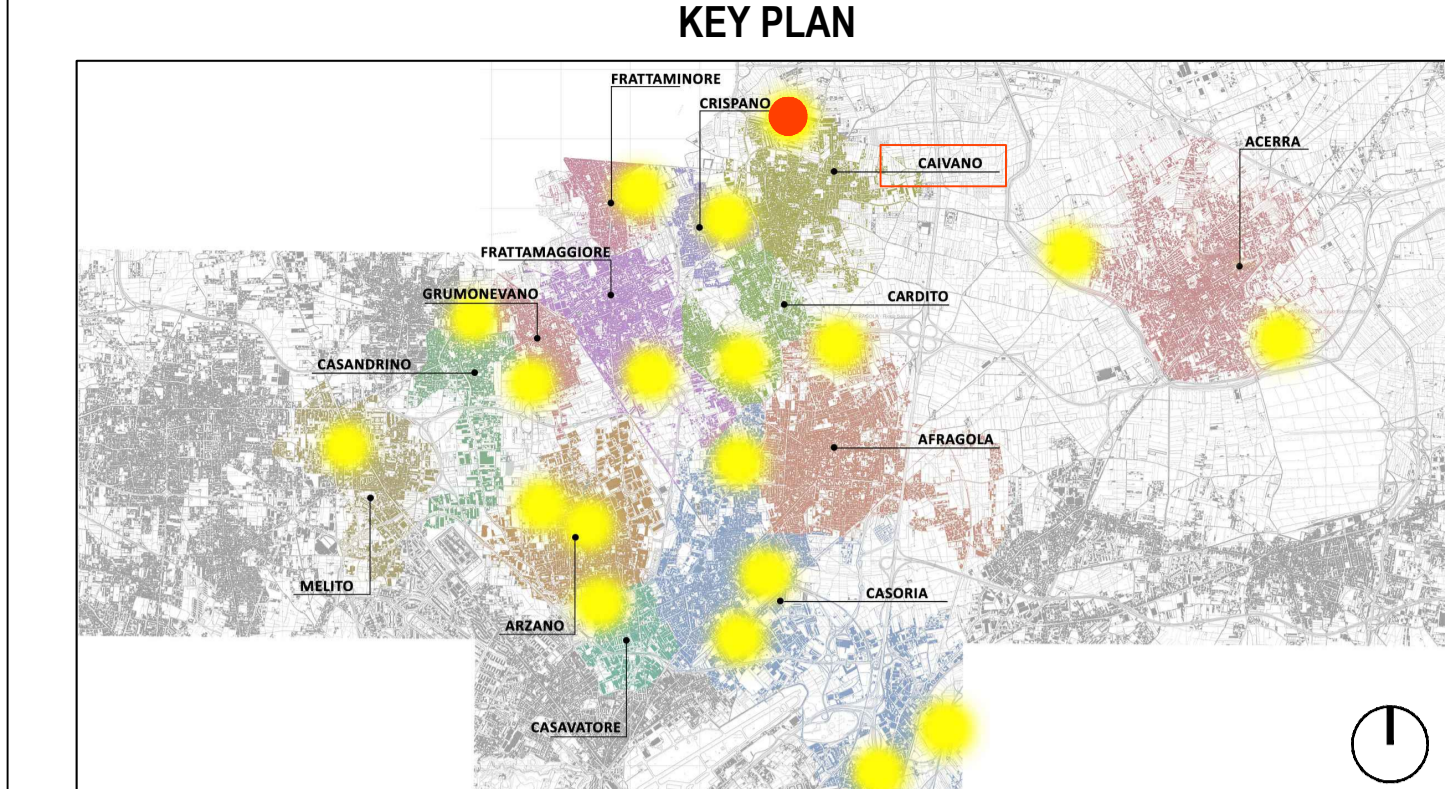 KEY PLAN
FRATTAMINORE
CRISPANO
ACERRA
CAIVANO
FRATTAMAGGIORE
GRUMONEVANO
CARDITO
CASANDRINO
AFRAGOLA
MELITO
CASORIA
ARZANO
CASAVATORE